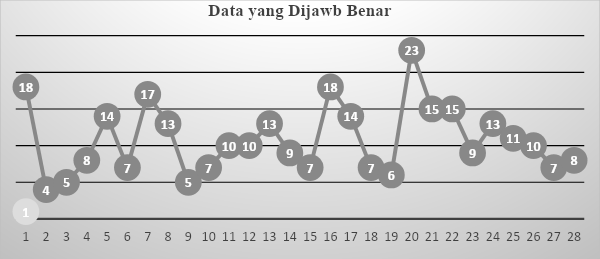 Data yang Dijawb Benar
18 4 5 8 14 7 17 13 5 7 10 10 13 9 7 18 14 7 6 23 15 15 9 13 11 10 7 8
1
1 2 3 4 5 6 7 8 9 10 11 12 13 14 15 16 17 18 19 20 21 22 23 24 25 26 27 28